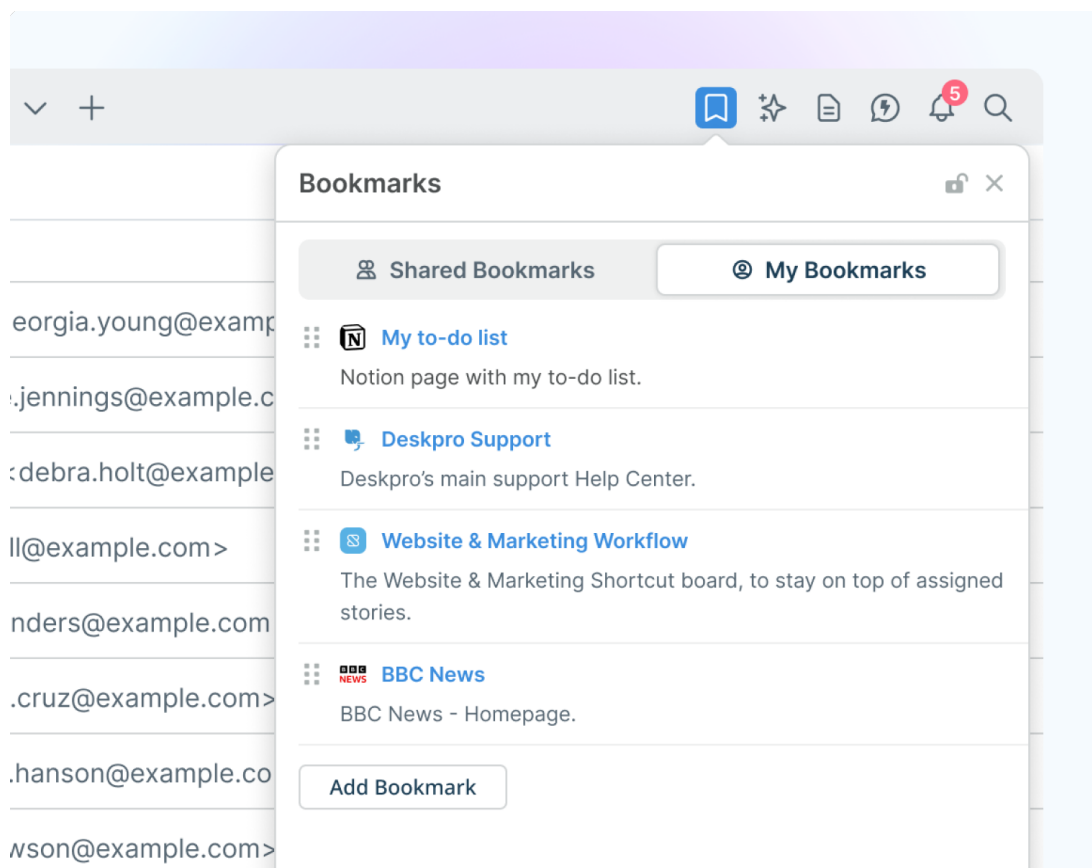 5
Bookmarks
Shared Bookmarks
My Bookmarks
My to-do list
Notion page with my to-do list.
Deskpro Support
Deskpro’s main support Help Center.
Website & Marketing Workflow
The Website & Marketing Shortcut board, to stay on top of assigned
stories.
BBC NEWS
BBC News
BBC News - Homepage.
Add Bookmark
eorgia.young@examp
.jennings@example.c
debra.holt@example
ll@example.com>
nders@example.com
.cruz@example.com>
.hanson@example.co
wson@example.com>